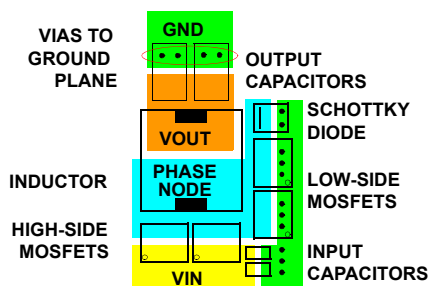 GND
VIAS TO
GROUND
PLANE
OUTPUT
CAPACITORS
SCHOTTKY
DIODE
VOUT
PHASE
NODE
INDUCTOR
LOW-SIDE
MOSFETS
HIGH-SIDE
MOSFETS
INPUT
CAPACITORS
VIN